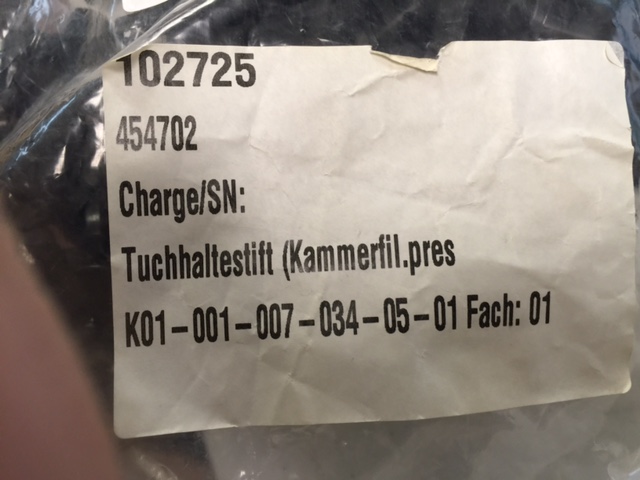 102725
454702
Charge/SN:
Tuchhaltestift (Kammerfil.pres
K01-001-007-034-05-01 Fach: 01